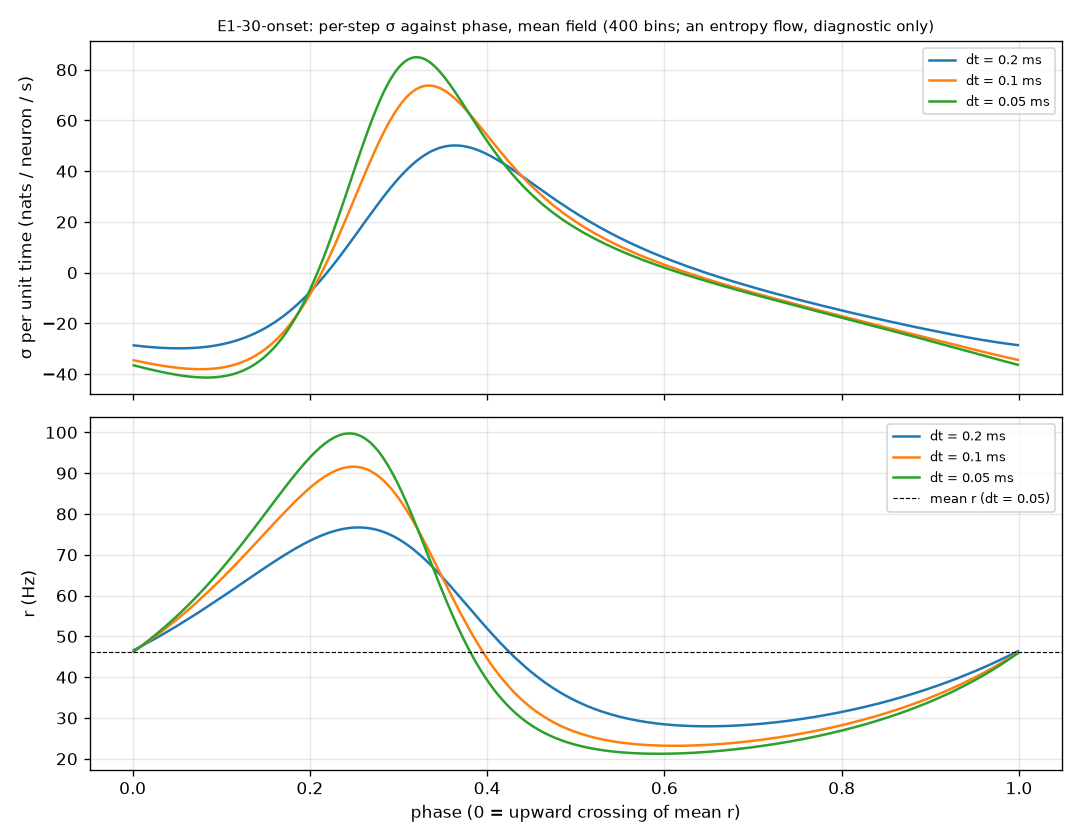 E1-30-onset: per-step σ against phase, mean field (400 bins; an entropy flow, diagnostic only)
σ per unit time (nats / neuron / s)
80
60
40
20
0
−20
−40
dt = 0.2 ms
dt = 0.1 ms
dt = 0.05 ms
r (Hz)
100
90
80
70
60
50
40
30
20
dt = 0.2 ms
dt = 0.1 ms
dt = 0.05 ms
mean r (dt = 0.05)
0.0 0.2 0.4 0.6 0.8 1.0
phase (0 = upward crossing of mean r)